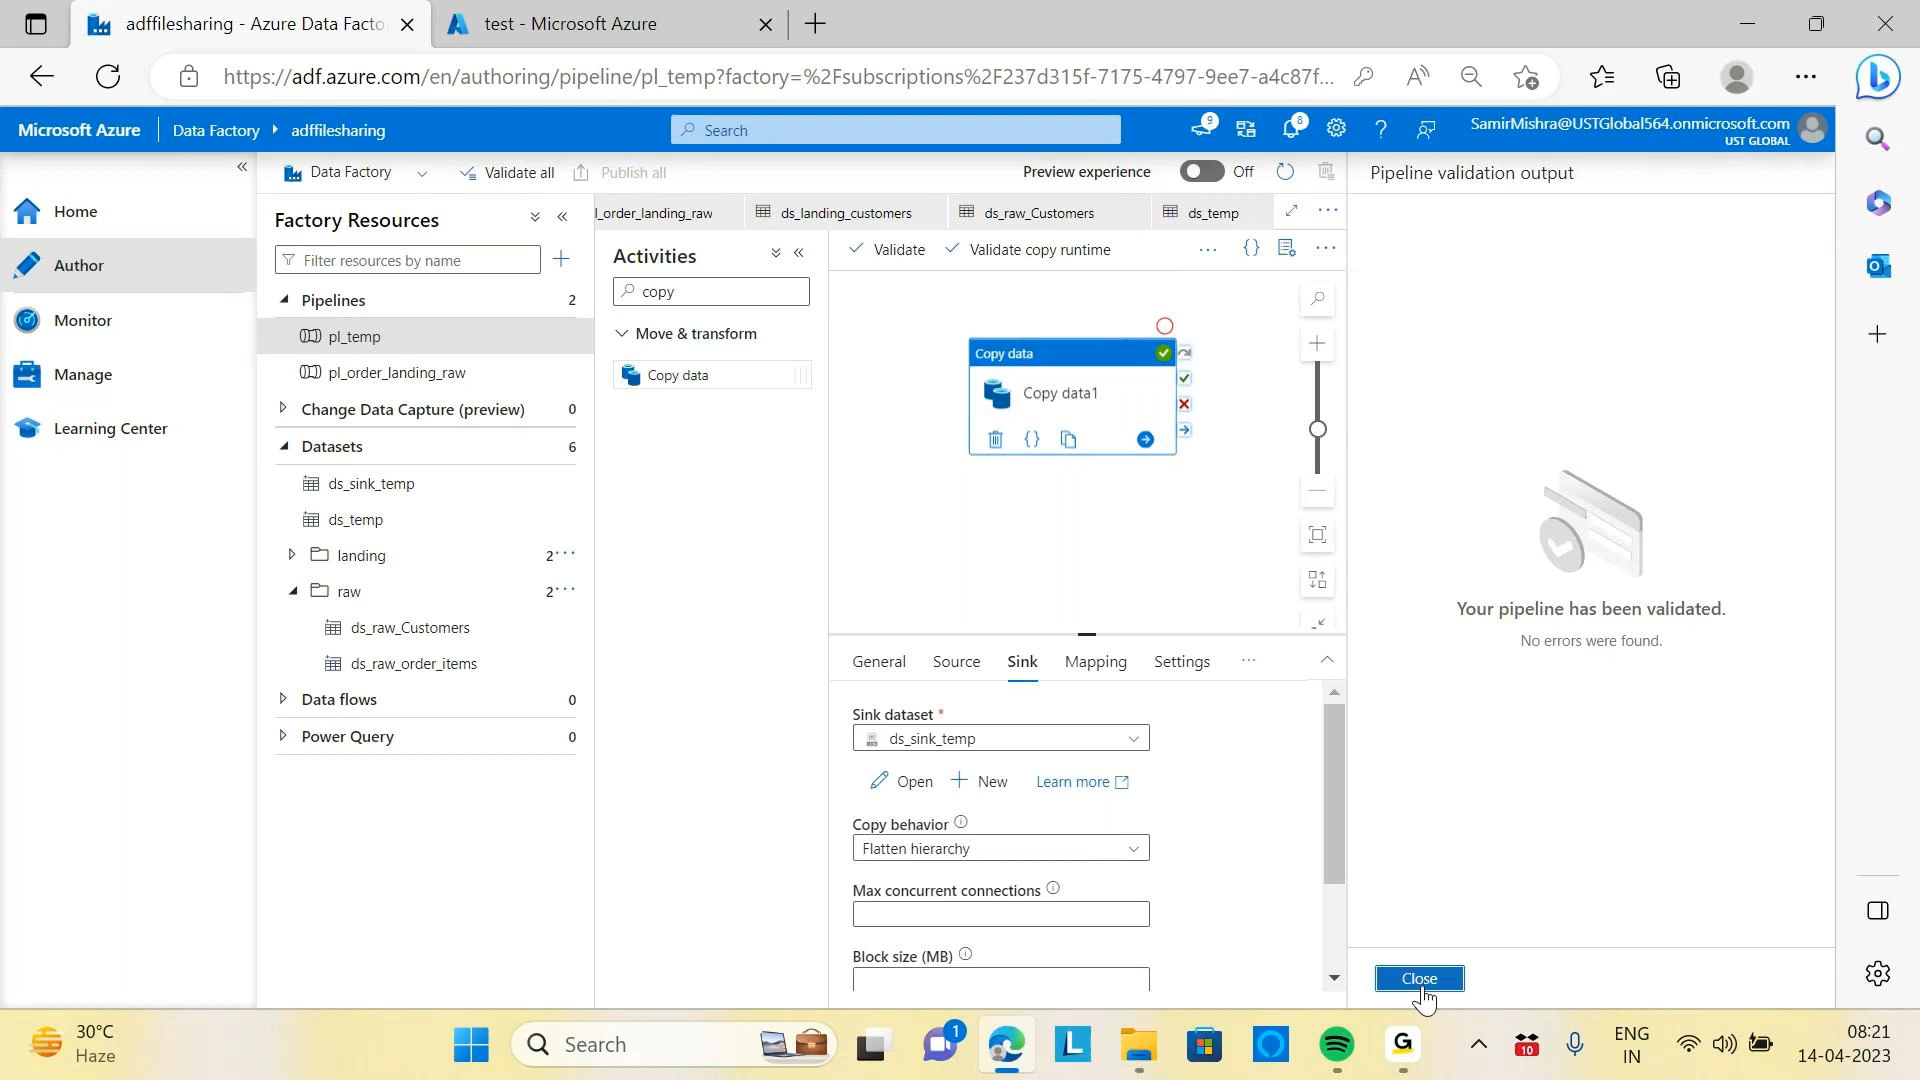 adffilesharing - Azure Data Facto
test - Microsoft Azure
https://adf.azure.com/en/authoring/pipeline/pl_temp?factory=%2Fsubscriptions%2F237d315f-7175-4797-9ee7-a4c87f...
Microsoft Azure
Data Factory
adffilesharing
Search
9
8
SamirMishra@USTGlobal564.onmicrosoft.com
UST GLOBAL
Home
Author
Monitor
Manage
Learning Center
Data Factory
Validate all
Publish all
Preview experience
Off
Factory Resources
Filter resources by name
Pipelines 2
pl_temp
pl_order_landing_raw
Change Data Capture (preview) 0
Datasets 6
ds_sink_temp
ds_temp
landing 2
raw 2
ds_raw_Customers
ds_raw_order_items
Data flows 0
Power Query 0
l_order_landing_raw
ds_landing_customers
ds_raw_Customers
ds_temp
Activities
copy
Move & transform
Copy data
Validate
Validate copy runtime
Copy data
Copy data1
General
Source
Sink
Mapping
Settings
Sink dataset *
ds_sink_temp
Open
New
Learn more
Copy behavior
Flatten hierarchy
Max concurrent connections
Block size (MB)
Pipeline validation output
Your pipeline has been validated.
No errors were found.
Close
30°C
Haze
Search
1
L
G
10
ENG
IN
08:21
14-04-2023